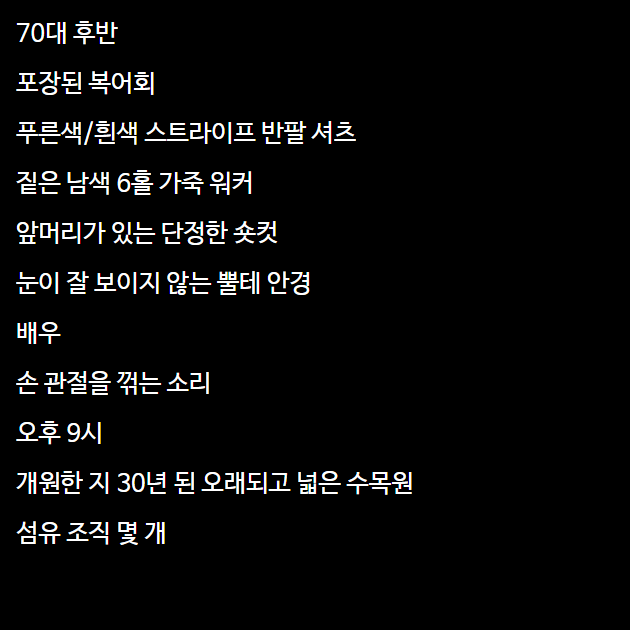 70대 후반
포장된 복어회
푸른색/흰색 스트라이프 반팔 셔츠
짙은 남색 6홀 가죽 워커
앞머리가 있는 단정한 숏컷
눈이 잘 보이지 않는 뿔테 안경
배우
손 관절을 꺾는 소리
오후 9시
개원한 지 30년 된 오래되고 넓은 수목원
섬유 조직 몇 개